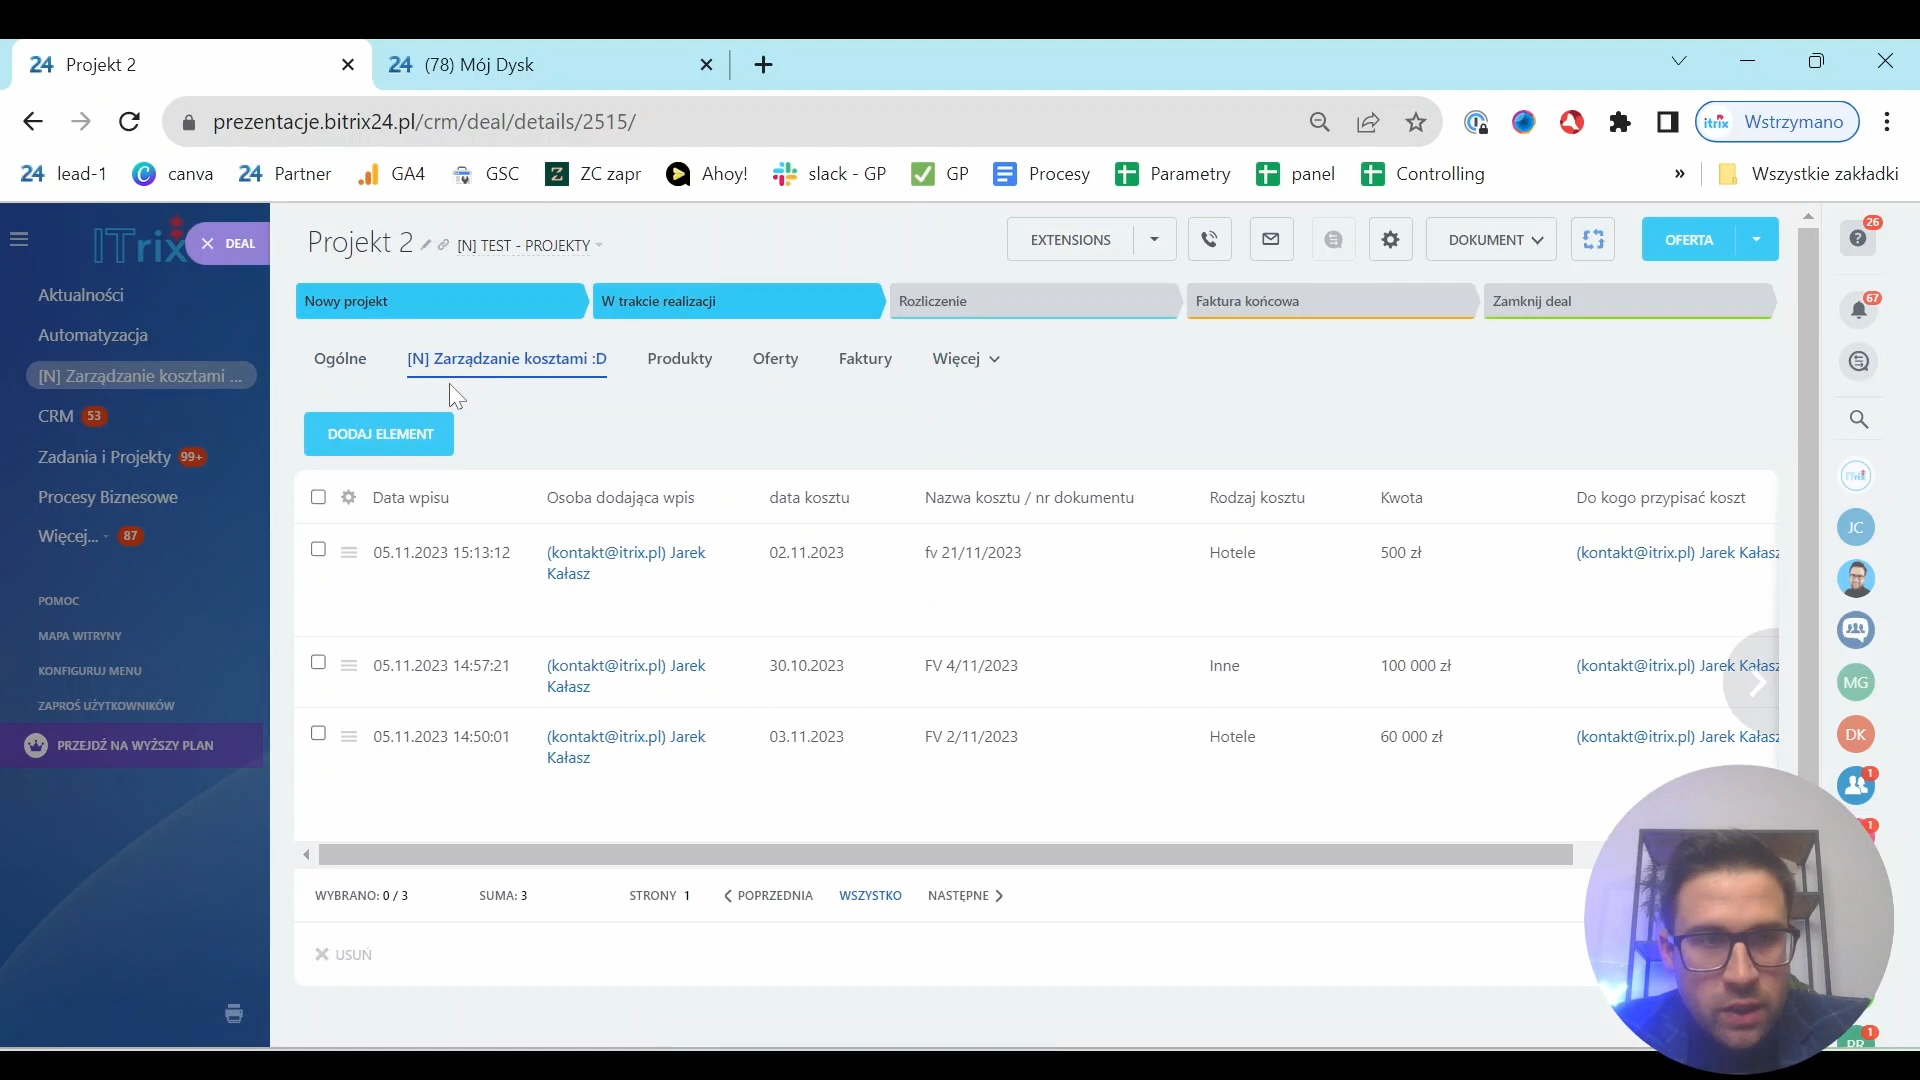 24 Projekt 2
24 (78) Mój Dysk
prezentacje.bitrix24.pl/crm/deal/details/2515/
itrix Wstrzymano
24 lead-1 canva 24 Partner GA4 GSC ZC zapr Ahoy! slack - GP GP Procesy Parametry panel Controlling » Wszystkie zakładki
ITrix
DEAL
Aktualności
Automatyzacja
[N] Zarządzanie kosztami ...
CRM 53
Zadania i Projekty 99+
Procesy Biznesowe
Więcej... 87
POMOC
MAPA WITRYNY
KONFIGURUJ MENU
ZAPROŚ UŻYTKOWNIKÓW
PRZEJDŹ NA WYŻSZY PLAN
Projekt 2 [N] TEST - PROJEKTY
EXTENSIONS DOKUMENT OFERTA
Nowy projekt W trakcie realizacji Rozliczenie Faktura końcowa Zamknij deal
Ogólne [N] Zarządzanie kosztami :D Produkty Oferty Faktury Więcej
DODAJ ELEMENT
Data wpisu Osoba dodająca wpis data kosztu Nazwa kosztu / nr dokumentu Rodzaj kosztu Kwota Do kogo przypisać koszt
05.11.2023 15:13:12 (kontakt@itrix.pl) Jarek Kałasz 02.11.2023 fv 21/11/2023 Hotele 500 zł (kontakt@itrix.pl) Jarek Kałasz
05.11.2023 14:57:21 (kontakt@itrix.pl) Jarek Kałasz 30.10.2023 FV 4/11/2023 Inne 100 000 zł (kontakt@itrix.pl) Jarek Kałasz
05.11.2023 14:50:01 (kontakt@itrix.pl) Jarek Kałasz 03.11.2023 FV 2/11/2023 Hotele 60 000 zł (kontakt@itrix.pl) Jarek Kałasz
WYBRANO: 0 / 3 SUMA: 3 STRONY 1 POPRZEDNIA WSZYSTKO NASTĘPNE
USUŃ
26
67
ITrix
JC
MG
DK
1
1
1
PR